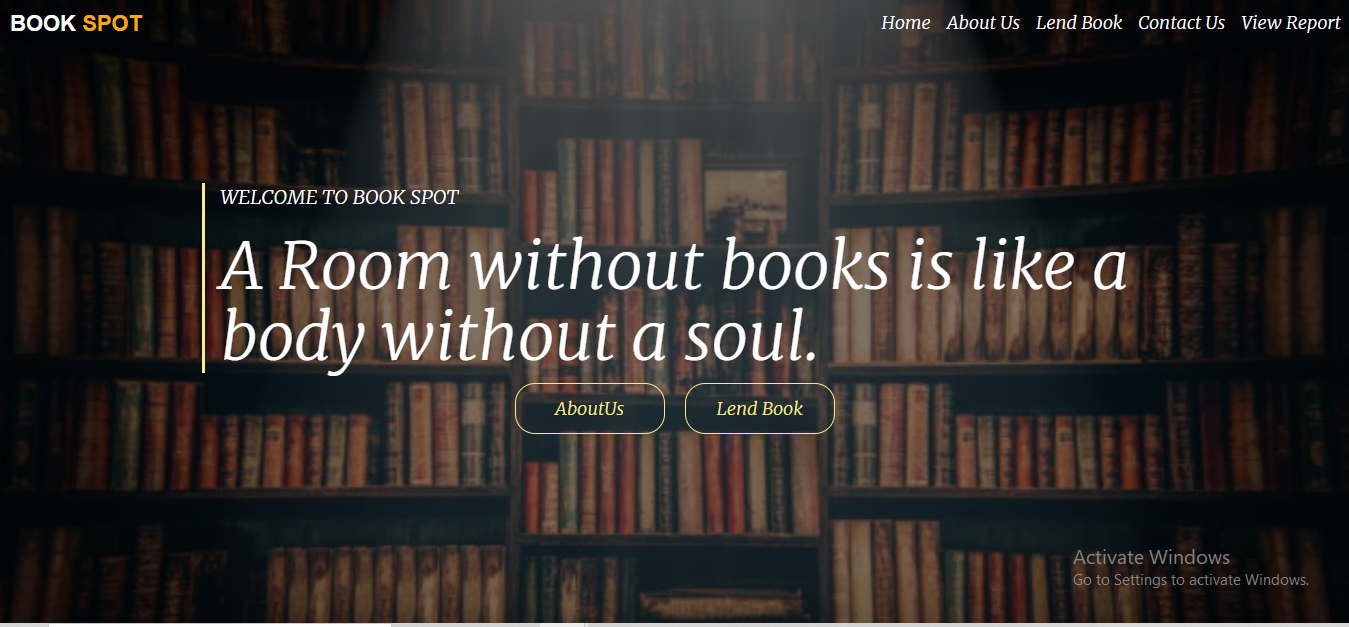 BOOK SPOT
Home About Us Lend Book Contact Us View Report
WELCOME TO BOOK SPOT
A Room without books is like a
body without a soul.
AboutUs
Lend Book
Activate Windows
Go to Settings to activate Windows.